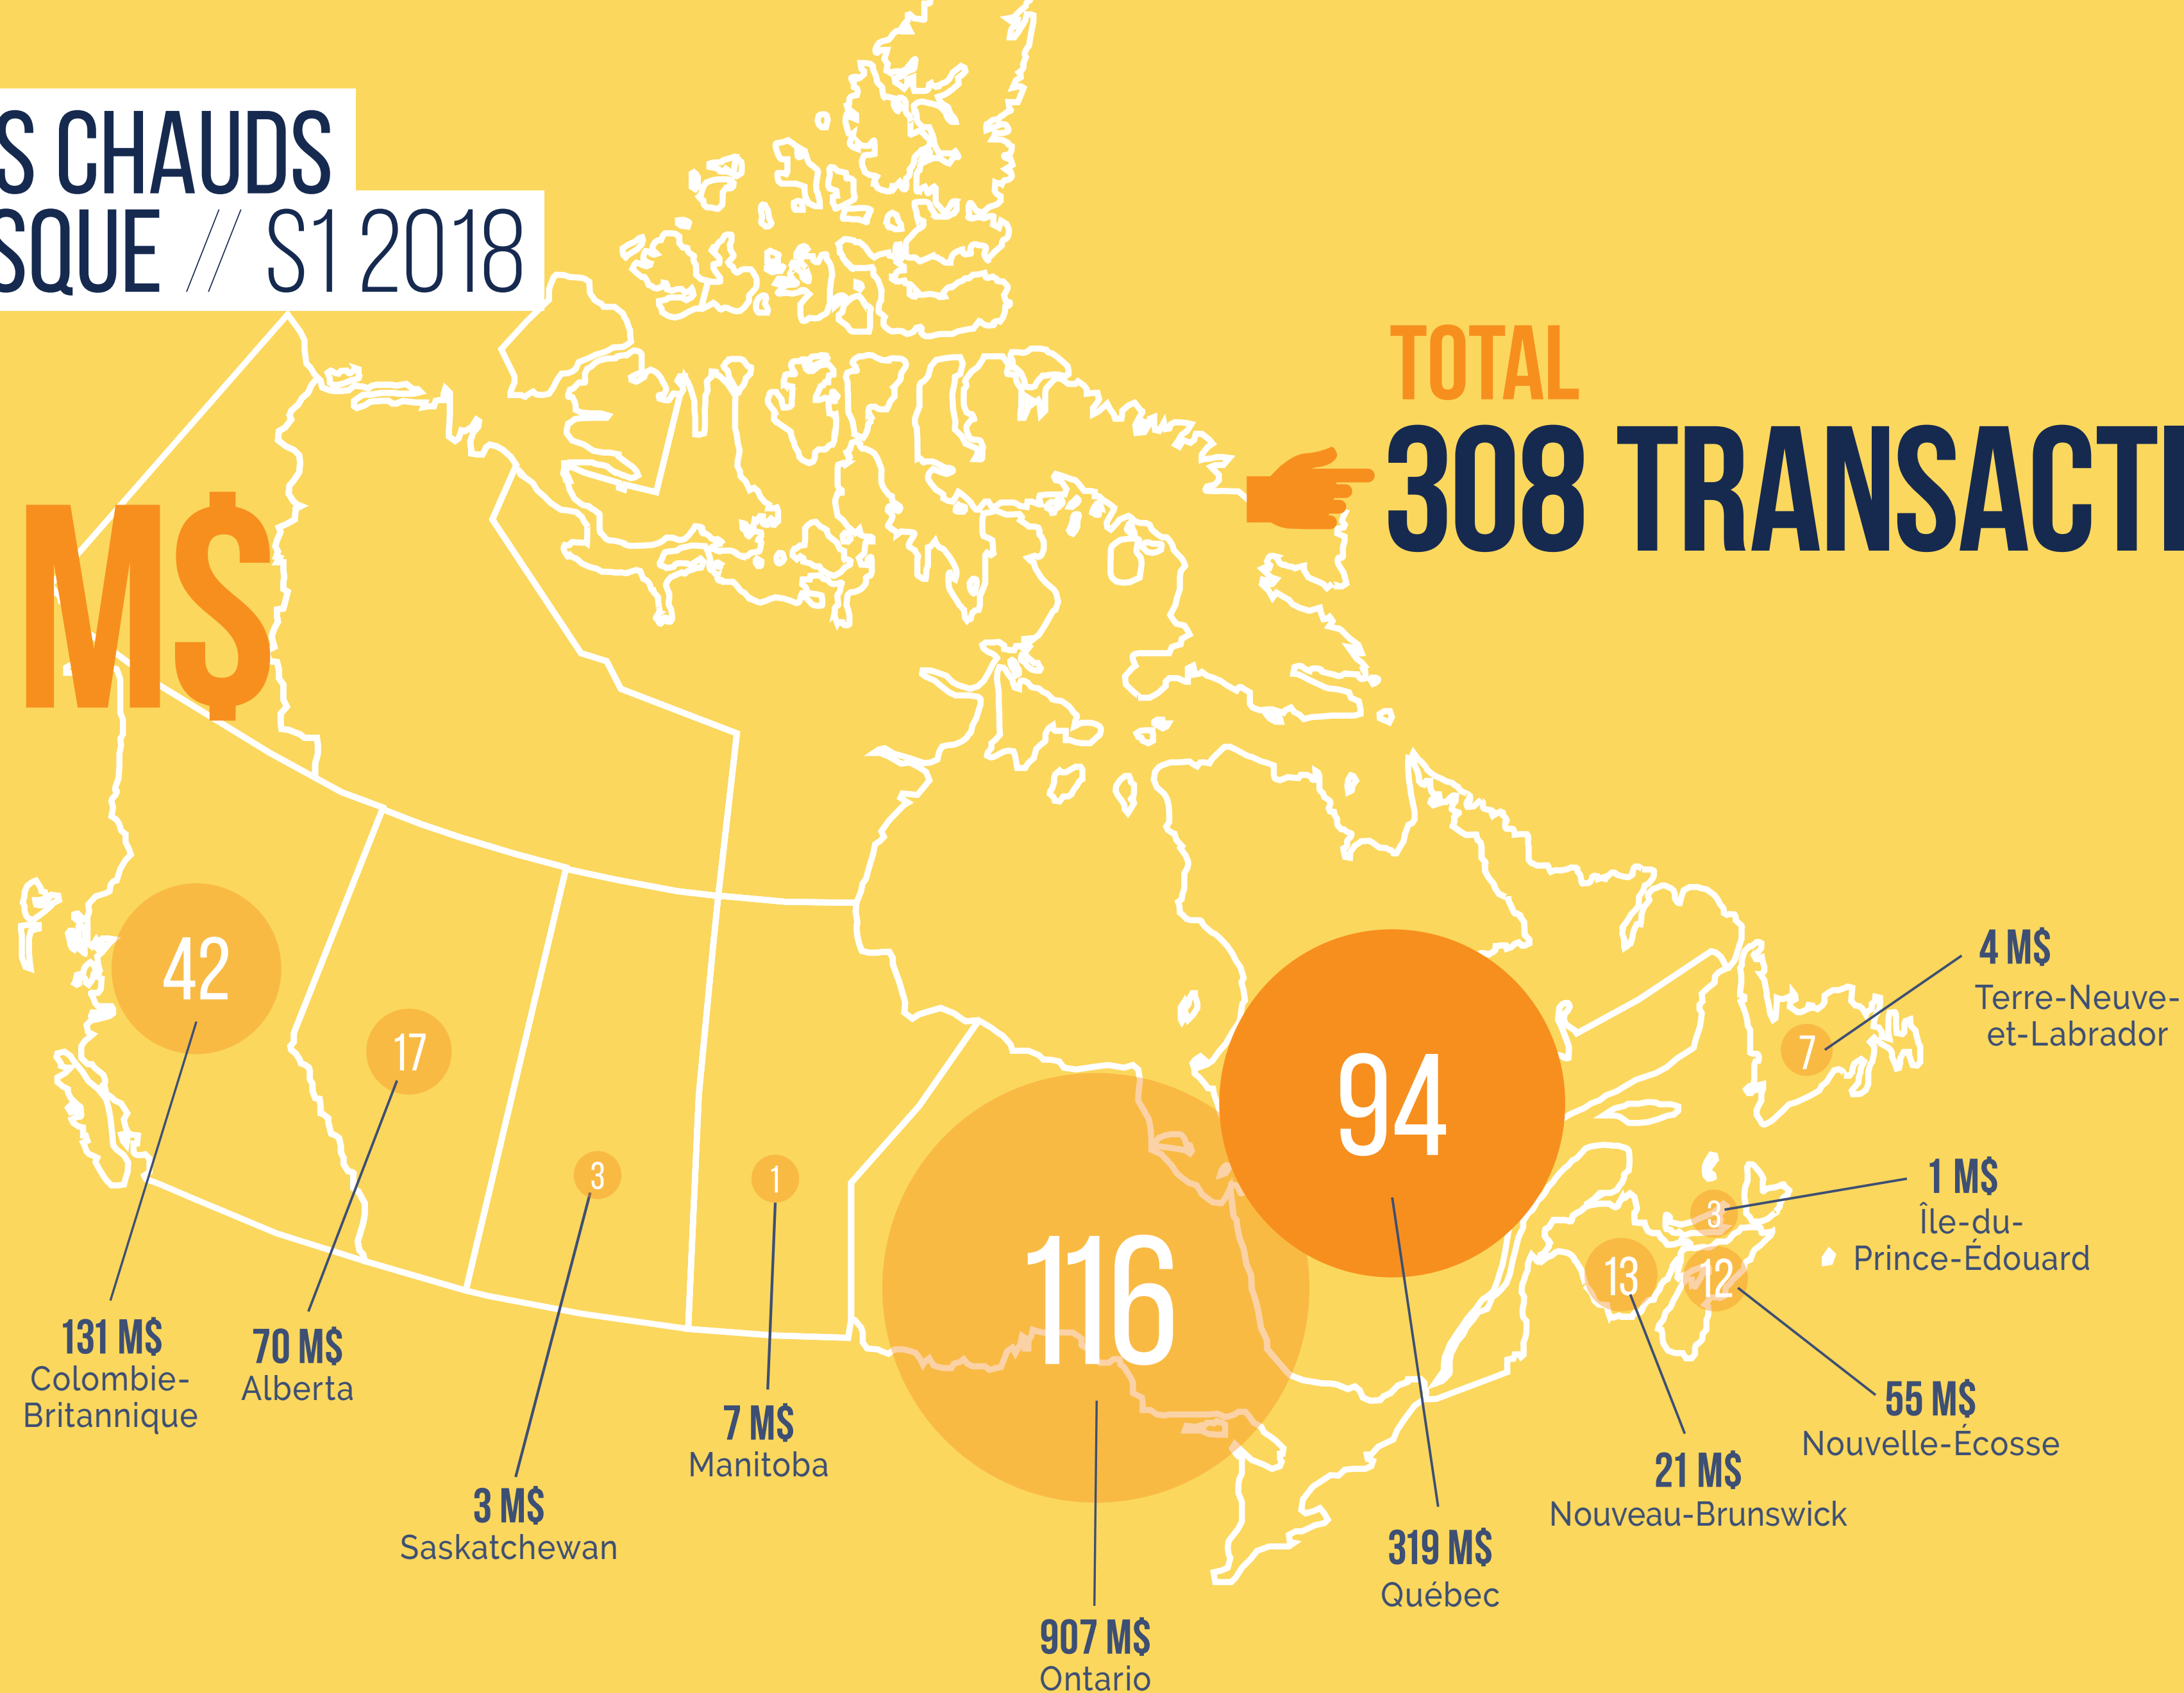 S CHAUDS
SQUE // S1 2018
TOTAL
308 TRANSACTI
M$
42
17
3
1
116
94
7
3
13
12
4 M$
Terre-Neuve-
et-Labrador
1 M$
Île-du-
Prince-Édouard
55 M$
Nouvelle-Écosse
21 M$
Nouveau-Brunswick
319 M$
Québec
907 M$
Ontario
7 M$
Manitoba
3 M$
Saskatchewan
70 M$
Alberta
131 M$
Colombie-
Britannique